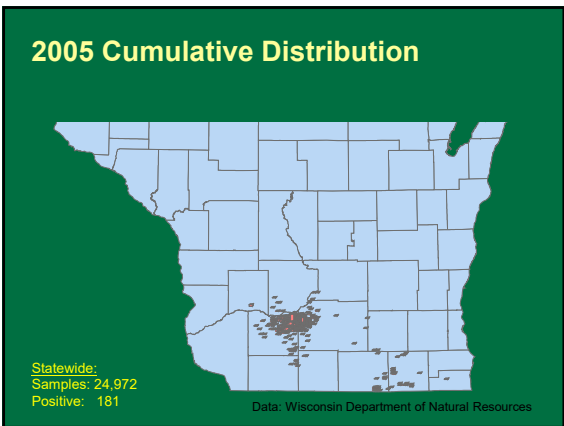 2005 Cumulative Distribution
Statewide:
Samples: 24,972
Positive: 181
Data: Wisconsin Department of Natural Resources